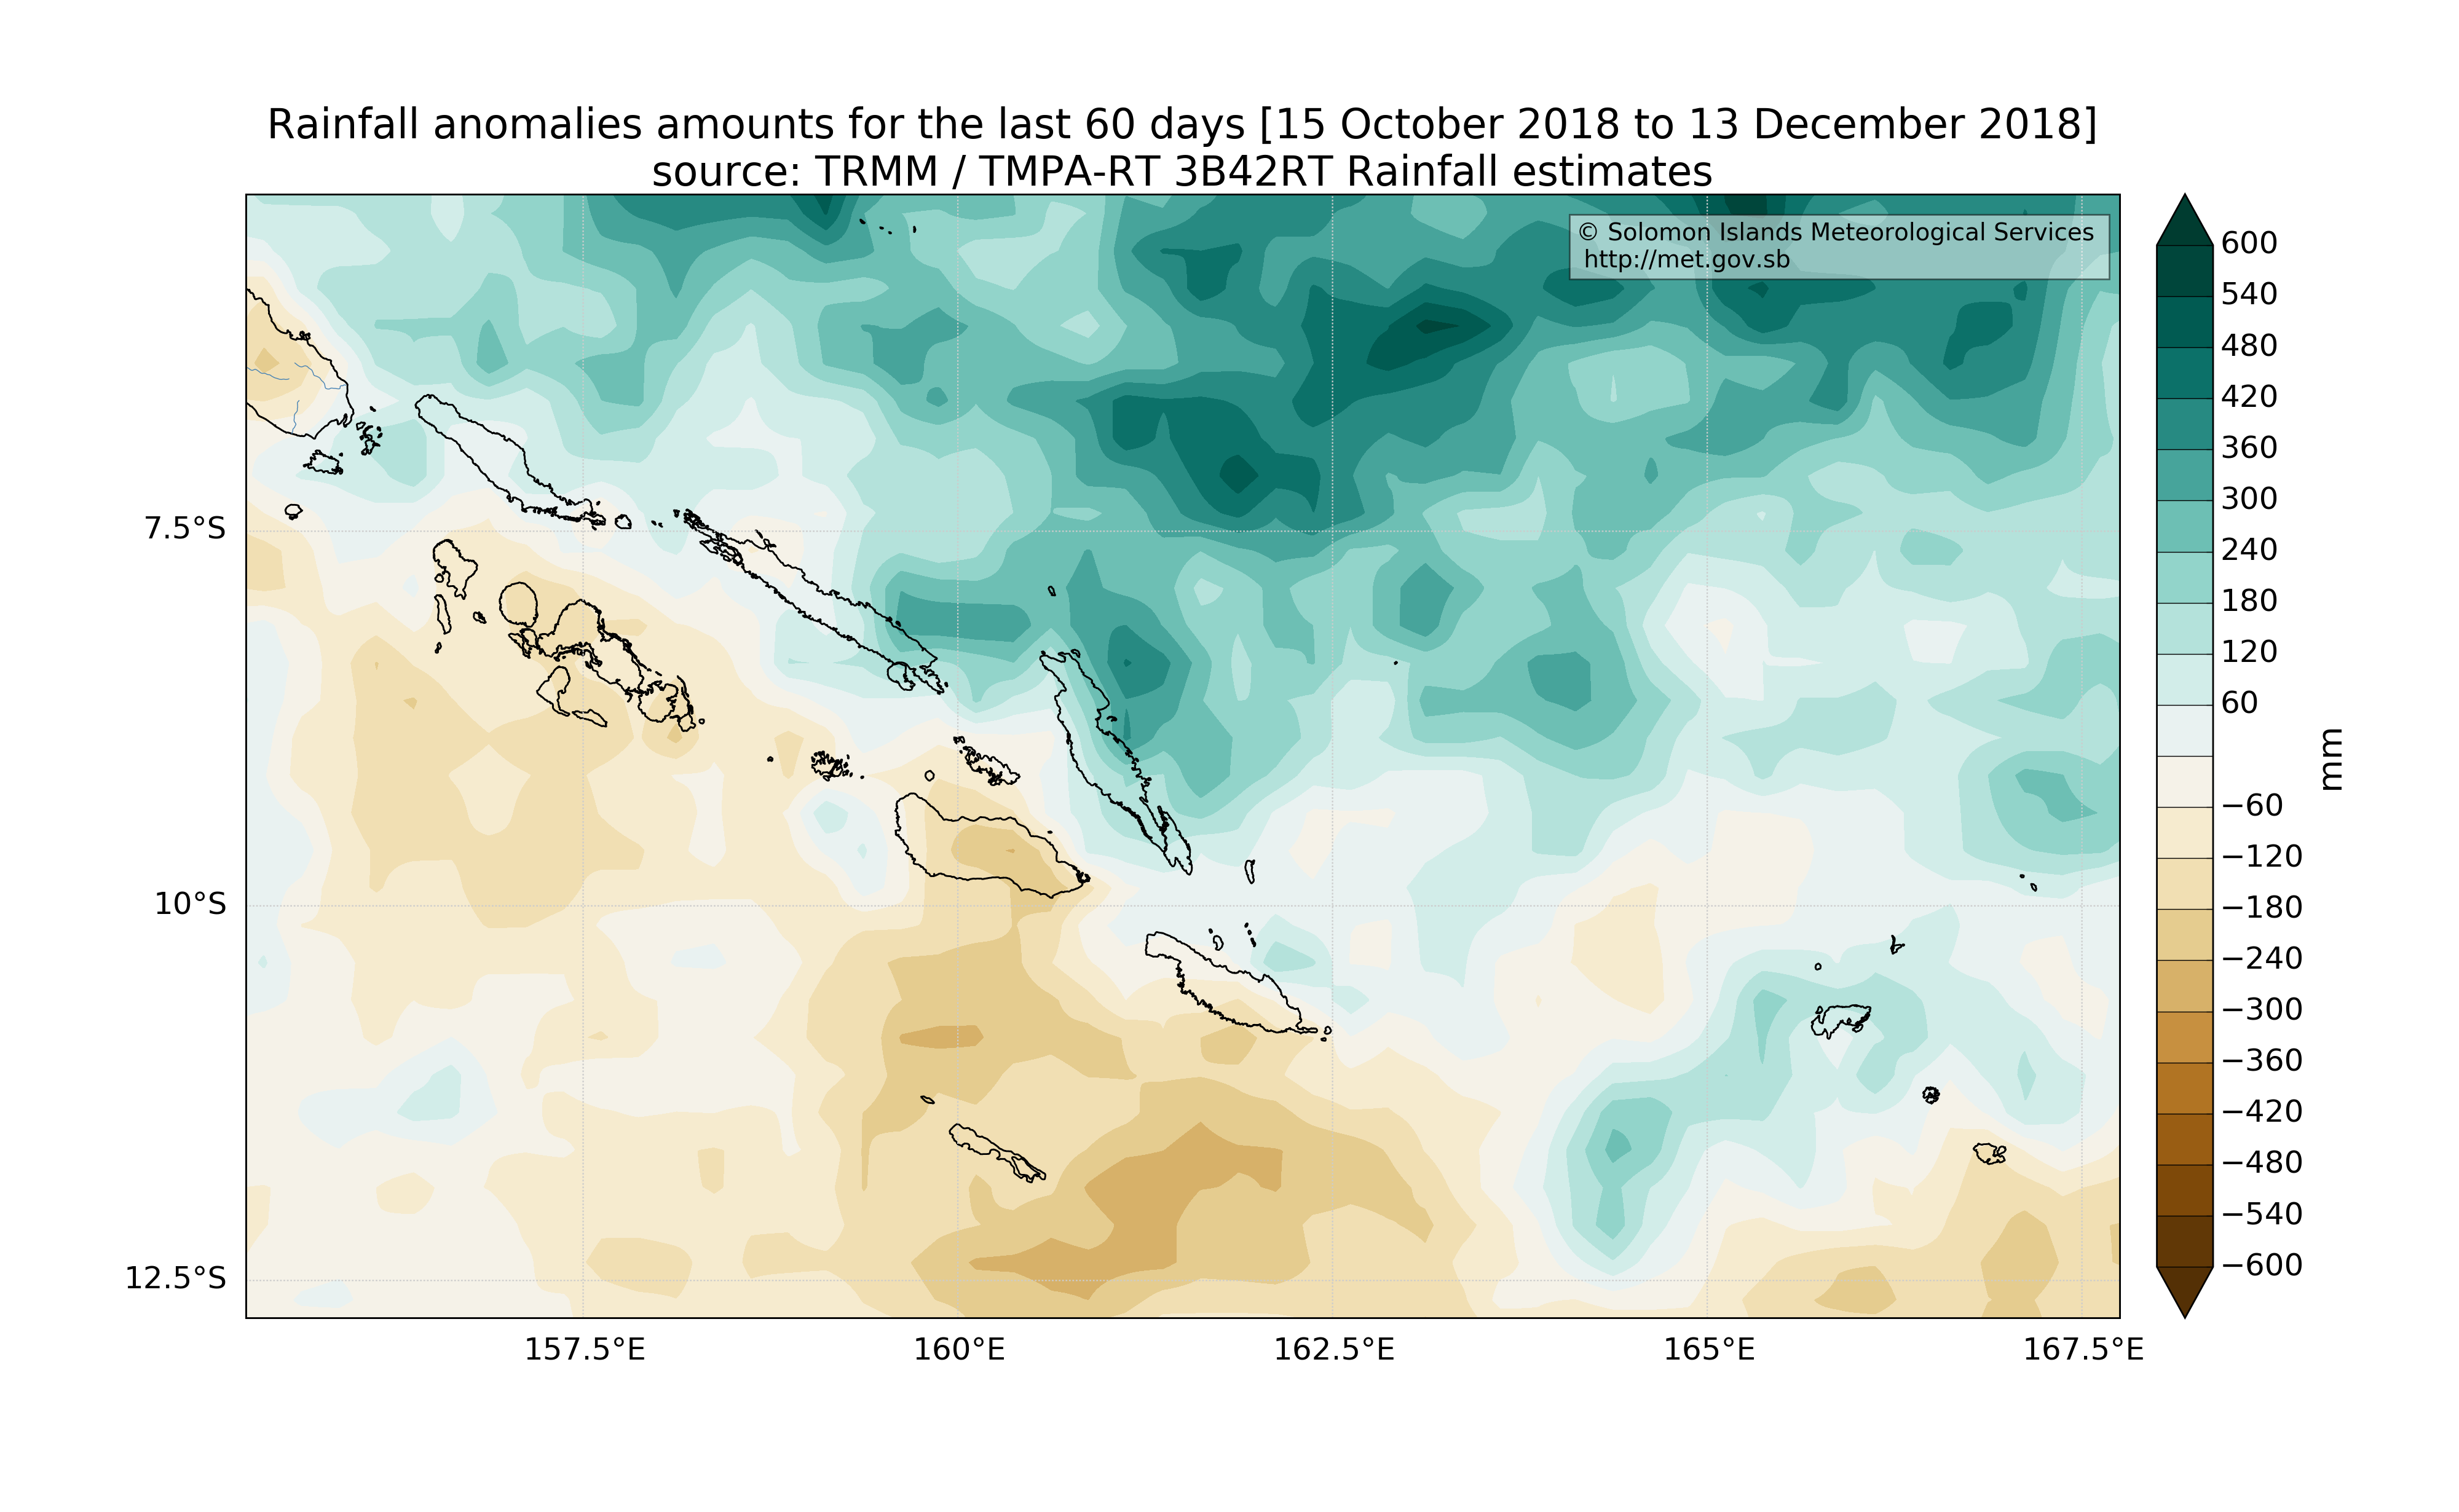 Rainfall anomalies amounts for the last 60 days [15 October 2018 to 13 December 2018]
source: TRMM / TMPA-RT 3B42RT Rainfall estimates
© Solomon Islands Meteorological Services
http://met.gov.sb
7.5°S
10°S
12.5°S
157.5°E
160°E
162.5°E
165°E
167.5°E
600
540
480
420
360
300
240
180
120
60
−60
−120
−180
−240
−300
−360
−420
−480
−540
−600
mm